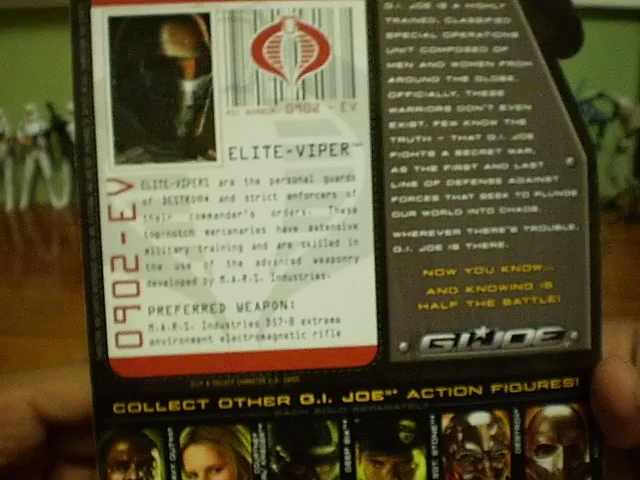 0902 - EV
ELITE-VIPER™
ELITE-VIPERS are the personal guards
of DESTRO®* and strict enforcers of
their commander's orders. These
top-notch mercenaries have extensive
military training and are skilled in
the use of the advanced weaponry
developed by M.A.R.S. Industries.
PREFERRED WEAPON:
M.A.R.S. Industries
environment electromagnetic rifle
0902-EV
G.I. JOE IS A HIGHLY
TRAINED, CLASSIFIED
SPECIAL OPERATIONS
UNIT COMPOSED OF
MEN AND WOMEN FROM
AROUND THE GLOBE.
OFFICIALLY, THESE
WARRIORS DON'T EVEN
EXIST. FEW KNOW THE
TRUTH - THAT G.I. JOE
FIGHTS A SECRET WAR,
AS THE FIRST AND LAST
LINE OF DEFENSE AGAINST
FORCES THAT SEEK TO PLUNGE
OUR WORLD INTO CHAOS.
WHEREVER THERE'S TROUBLE,
G.I. JOE IS THERE.
NOW YOU KNOW...
AND KNOWING IS
HALF THE BATTLE!
G.I. JOE
COLLECT OTHER G.I. JOE®* ACTION FIGURES!
EACH SOLD SEPARATELY
DEEP SIX™
DESTRO®*